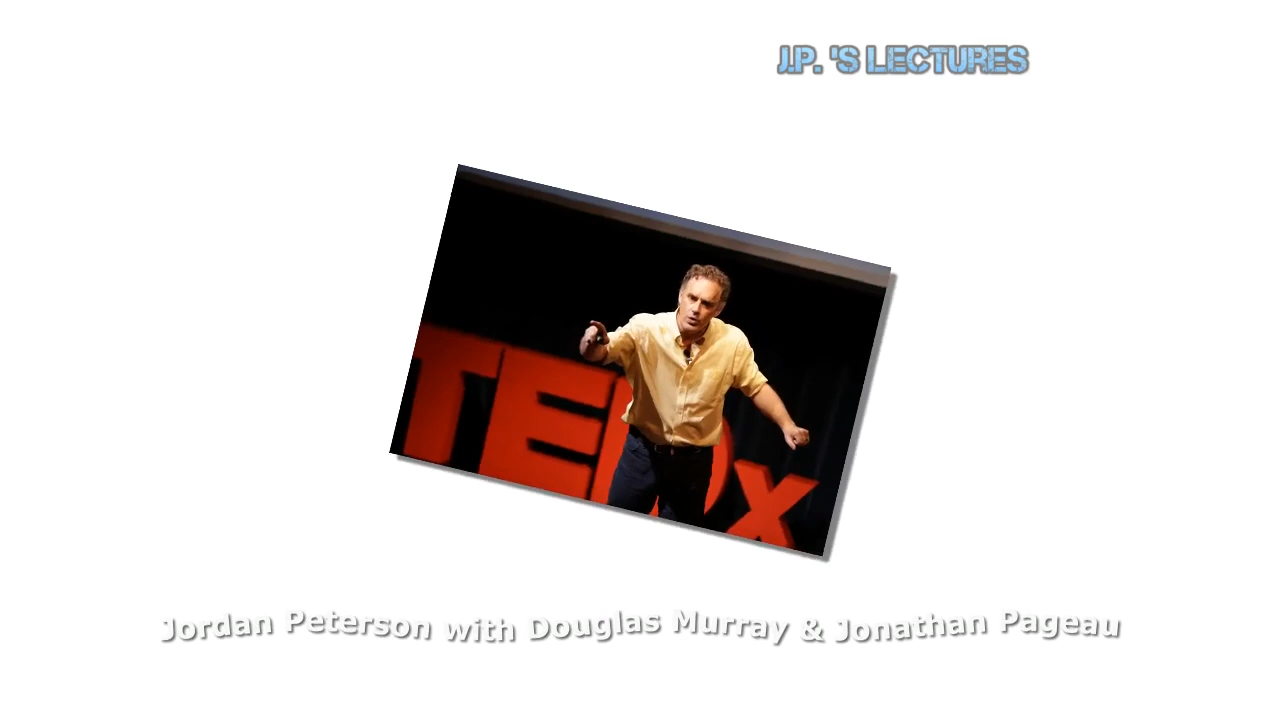 J.P. 'S LECTURES
TEDx
Jordan Peterson with Douglas Murray & Jonathan Pageau